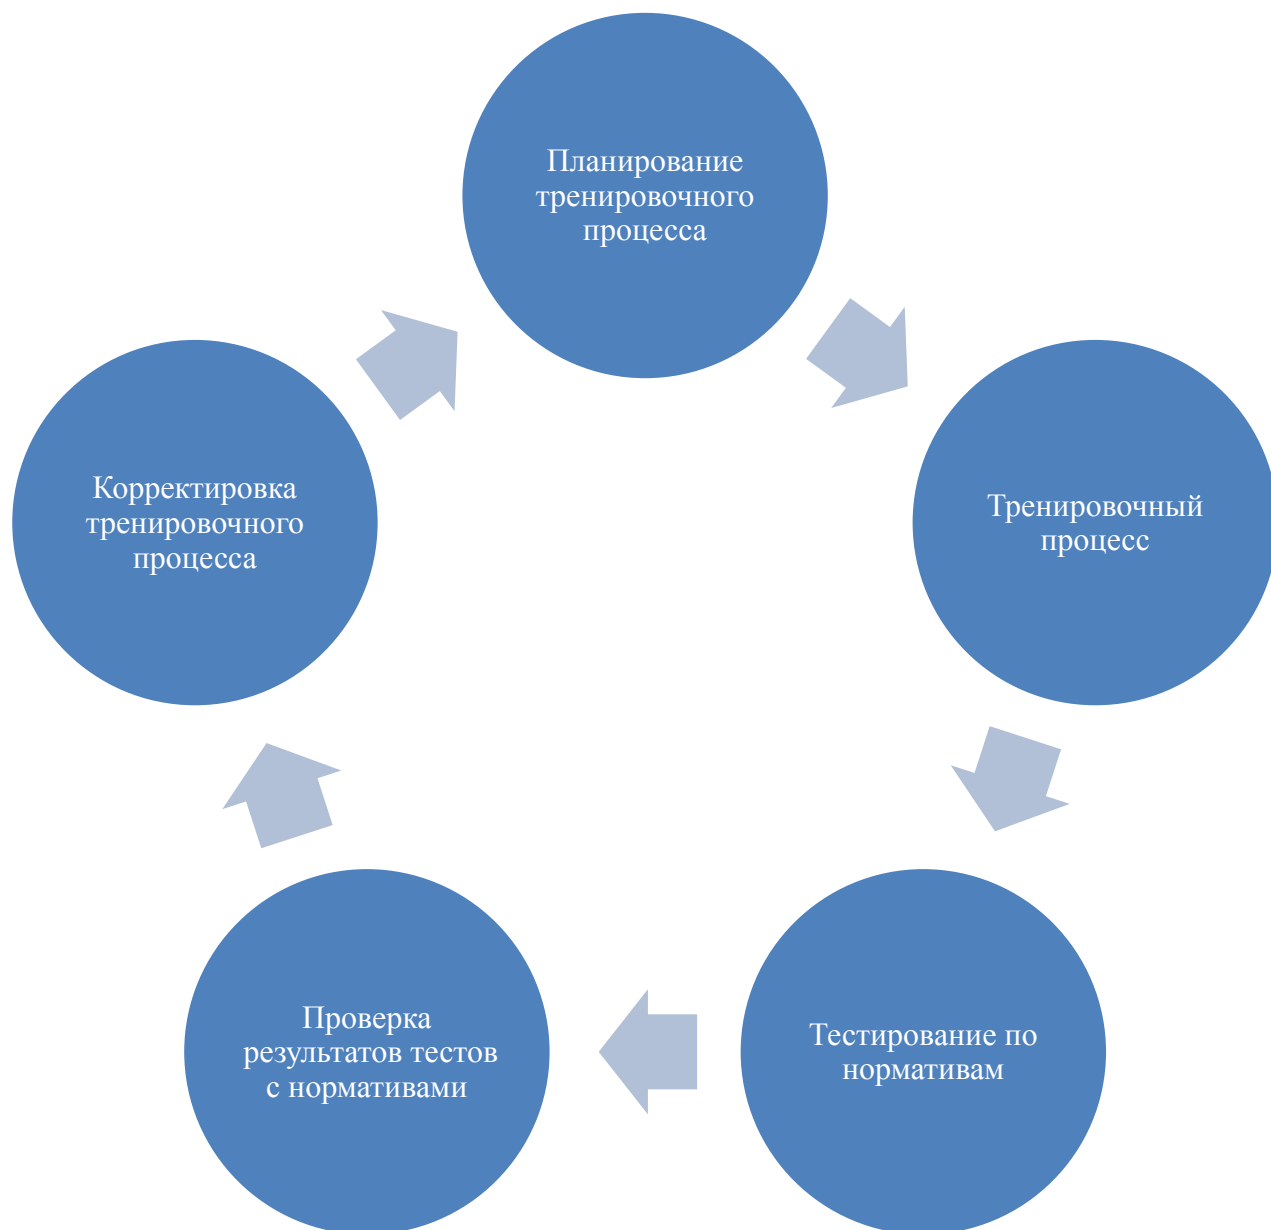 Планирование
тренировочного
процесса
Тренировочный
процесс
Тестирование по
нормативам
Проверка
результатов тестов
с нормативами
Корректировка
тренировочного
процесса